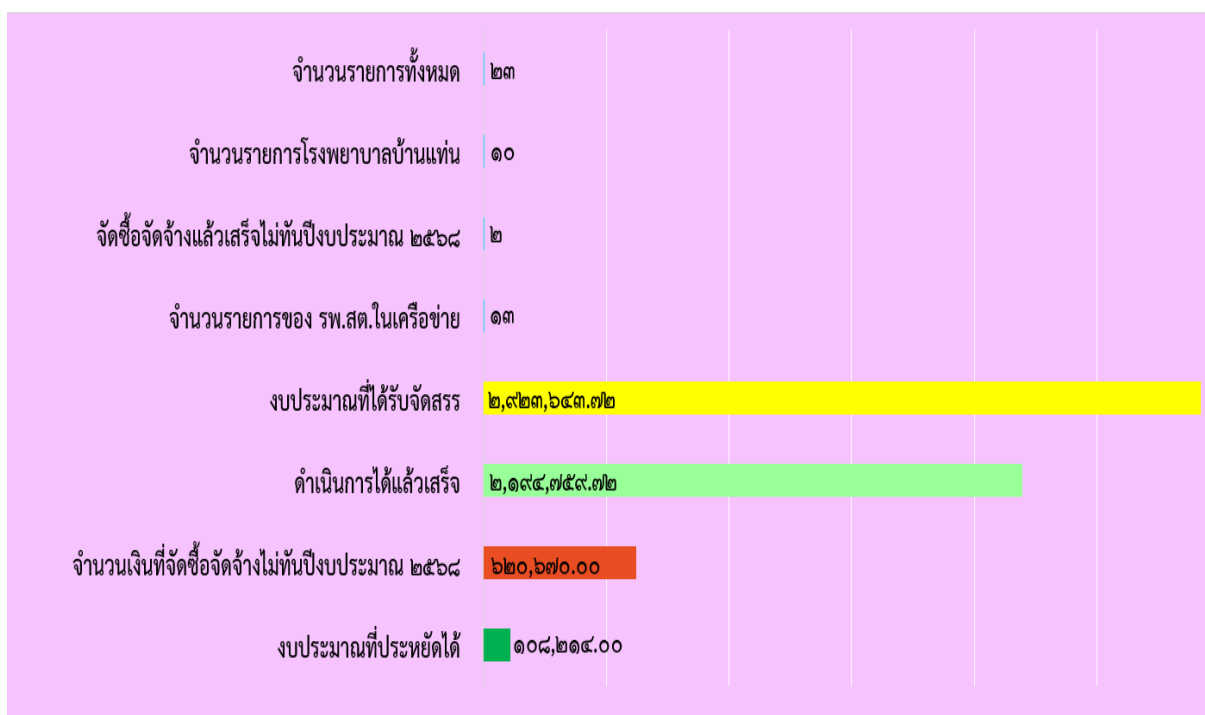 จำนวนรายการทั้งหมด ๒๓
จำนวนรายการโรงพยาบาลบ้านแท่น ๑๐
จัดซื้อจัดจ้างแล้วเสร็จไม่ทันปีงบประมาณ ๒๕๖๘ ๒
จำนวนรายการของ รพ.สต.ในเครือข่าย ๑๓
งบประมาณที่ได้รับจัดสรร ๒,๙๒๓,๖๔๓.๗๒
ดำเนินการได้แล้วเสร็จ ๒,๑๙๔,๗๕๙.๗๒
จำนวนเงินที่จัดซื้อจัดจ้างไม่ทันปีงบประมาณ ๒๕๖๘ ๖๒๐,๖๗๐.๐๐
งบประมาณที่ประหยัดได้ ๑๐๘,๒๑๔.๐๐